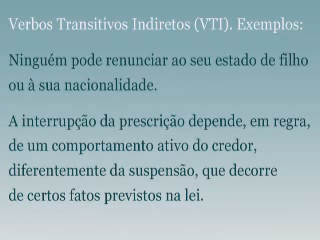 Verbos Transitivos Indiretos (VTI). Exemplos:
Ninguém pode renunciar ao seu estado de filho
ou à sua nacionalidade.
A interrupção da prescrição depende, em regra,
de um comportamento ativo do credor,
diferentemente da suspensão, que decorre
de certos fatos previstos na lei.